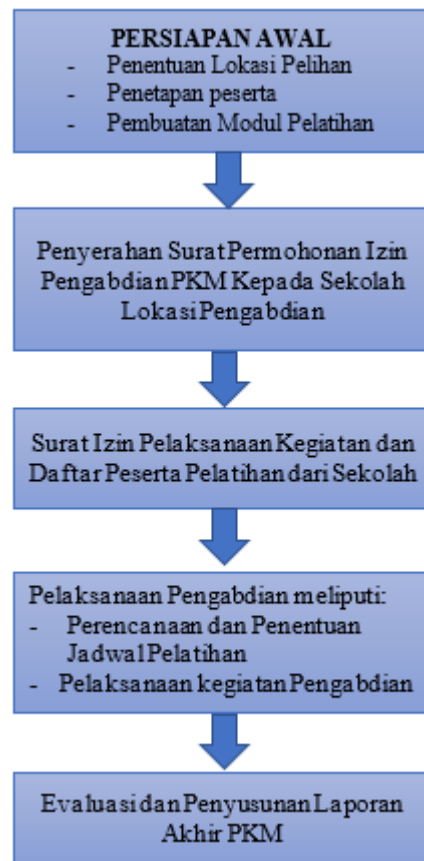 PERSIAPAN AWAL
- Penentuan Lokasi Pelihan
- Penetapan peserta
- Pembuatan Modul Pelatihan
Penyerahan Surat Permohonan Izin
Pengabdian PKM Kepada Sekolah
Lokasi Pengabdian
Surat Izin Pelaksanaan Kegiatan dan
Daftar Peserta Pelatihan dari Sekolah
Pelaksanaan Pengabdian meliputi:
- Perencanaan dan Penentuan
Jadwal Pelatihan
- Pelaksanaan kegiatan Pengabdian
Evaluasi dan Penyusunan Laporan
Akhir PKM